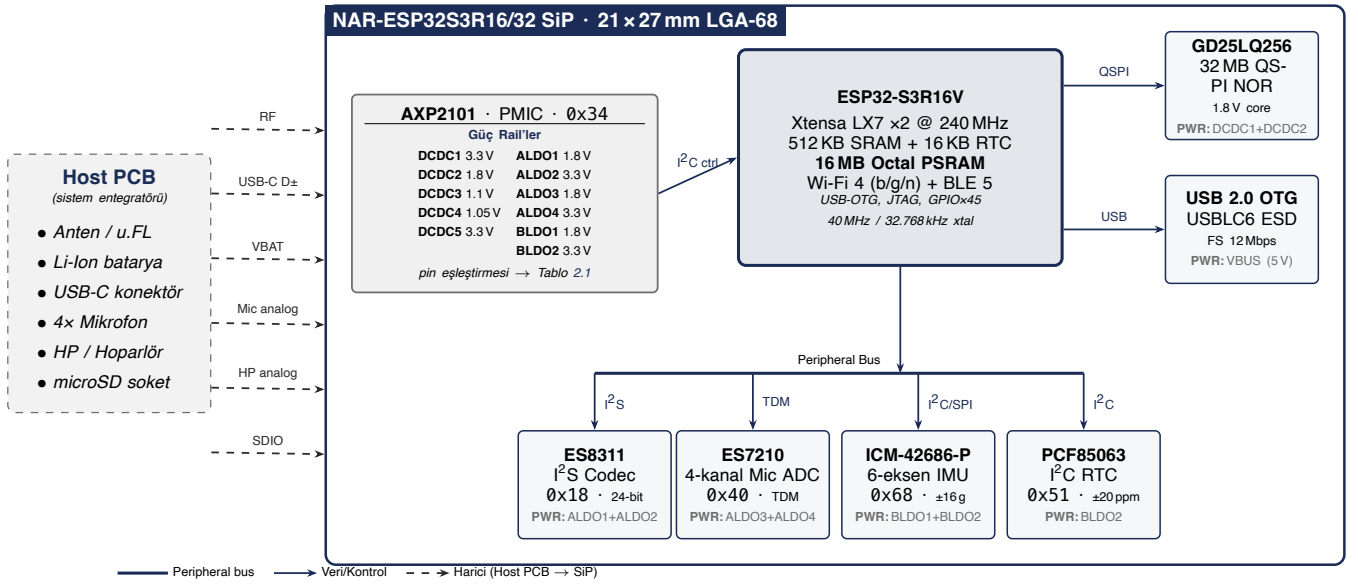 NAR-ESP32S3R16/32 SiP · 21 × 27 mm LGA-68
Host PCB
(sistem entegratörü)
● Anten / u.FL
● Li-Ion batarya
● USB-C konektör
● 4× Mikrofon
● HP / Hoparlör
● microSD soket
RF
USB-C D±
VBAT
Mic analog
HP analog
SDIO
AXP2101 · PMIC · 0x34
Güç Rail'ler
DCDC1 3.3 V ALDO1 1.8 V
DCDC2 1.8 V ALDO2 3.3 V
DCDC3 1.1 V ALDO3 1.8 V
DCDC4 1.05 V ALDO4 3.3 V
DCDC5 3.3 V BLDO1 1.8 V
BLDO2 3.3 V
pin eşleştirmesi → Tablo 2.1
I²C ctrl
ESP32-S3R16V
Xtensa LX7 ×2 @ 240 MHz
512 KB SRAM + 16 KB RTC
16 MB Octal PSRAM
Wi-Fi 4 (b/g/n) + BLE 5
USB-OTG, JTAG, GPIO×45
40 MHz / 32.768 kHz xtal
QSPI
GD25LQ256
32 MB QS-
PI NOR
1.8 V core
PWR: DCDC1+DCDC2
USB
USB 2.0 OTG
USBLC6 ESD
FS 12 Mbps
PWR: VBUS (5 V)
Peripheral Bus
I²S
TDM
I²C/SPI
I²C
ES8311
I²S Codec
0x18 · 24-bit
PWR: ALDO1+ALDO2
ES7210
4-kanal Mic ADC
0x40 · TDM
PWR: ALDO3+ALDO4
ICM-42686-P
6-eksen IMU
0x68 · ±16 g
PWR: BLDO1+BLDO2
PCF85063
I²C RTC
0x51 · ±20 ppm
PWR: BLDO2
Peripheral bus
Veri/Kontrol
Harici (Host PCB → SiP)